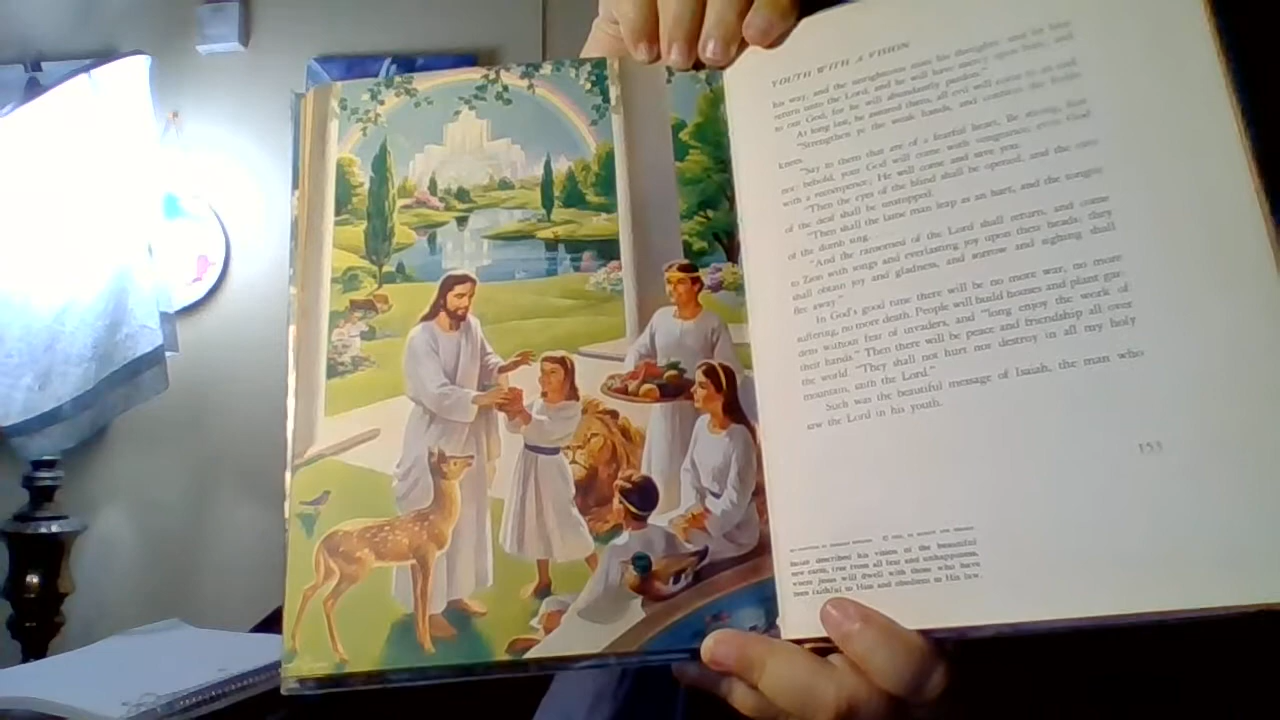 YOUTH WITH A VISION
his way, and the unrighteous man his thoughts: and let him
return unto the Lord, and he will have mercy upon him; and
to our God, for he will abundantly pardon."
At long last, he assured them, all evil will come to an end.
"Strengthen ye the weak hands, and confirm the feeble
knees.
"Say to them that are of a fearful heart, Be strong, fear
not: behold, your God will come with vengeance, even God
with a recompence; He will come and save you.
"Then the eyes of the blind shall be opened, and the ears
of the deaf shall be unstopped.
"Then shall the lame man leap as an hart, and the tongue
of the dumb sing. . . .
"And the ransomed of the Lord shall return, and come
to Zion with songs and everlasting joy upon their heads: they
shall obtain joy and gladness, and sorrow and sighing shall
flee away."
In God's good time there will be no more war, no more
suffering, no more death. People will build houses and plant gar-
dens without fear of invaders, and "long enjoy the work of
their hands." Then there will be peace and friendship all over
the world. "They shall not hurt nor destroy in all my holy
mountain, saith the Lord."
Such was the beautiful message of Isaiah, the man who
saw the Lord in his youth.
153
Isaiah described his vision of the beautiful
new earth, free from all fear and unhappiness,
where Jesus will dwell with those who have
been faithful to Him and obedient to His law.